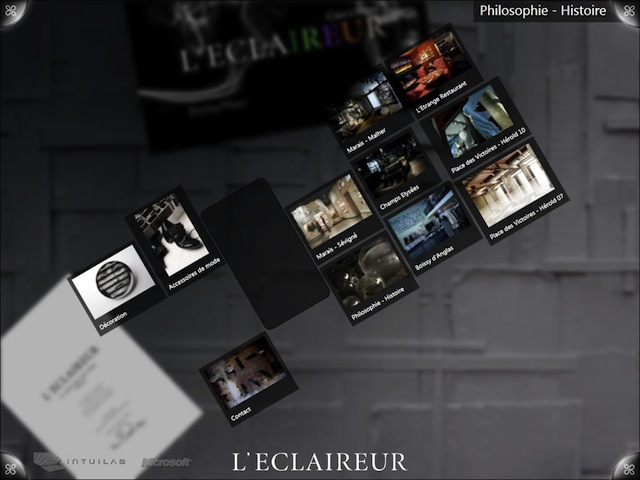 Philosophie - Histoire
L'ECLAIREUR
L'Etrange Restaurant
Marais - Malher
Place des Victoires - Hérold 10
Champs Elysées
Place des Victoires - Hérold 07
Marais - Sévigné
Boissy d'Anglas
Accessoires de mode
Philosophie - Histoire
Décoration
L'ECLAIREUR
Contact
INTUILAB Microsoft
L'ECLAIREUR